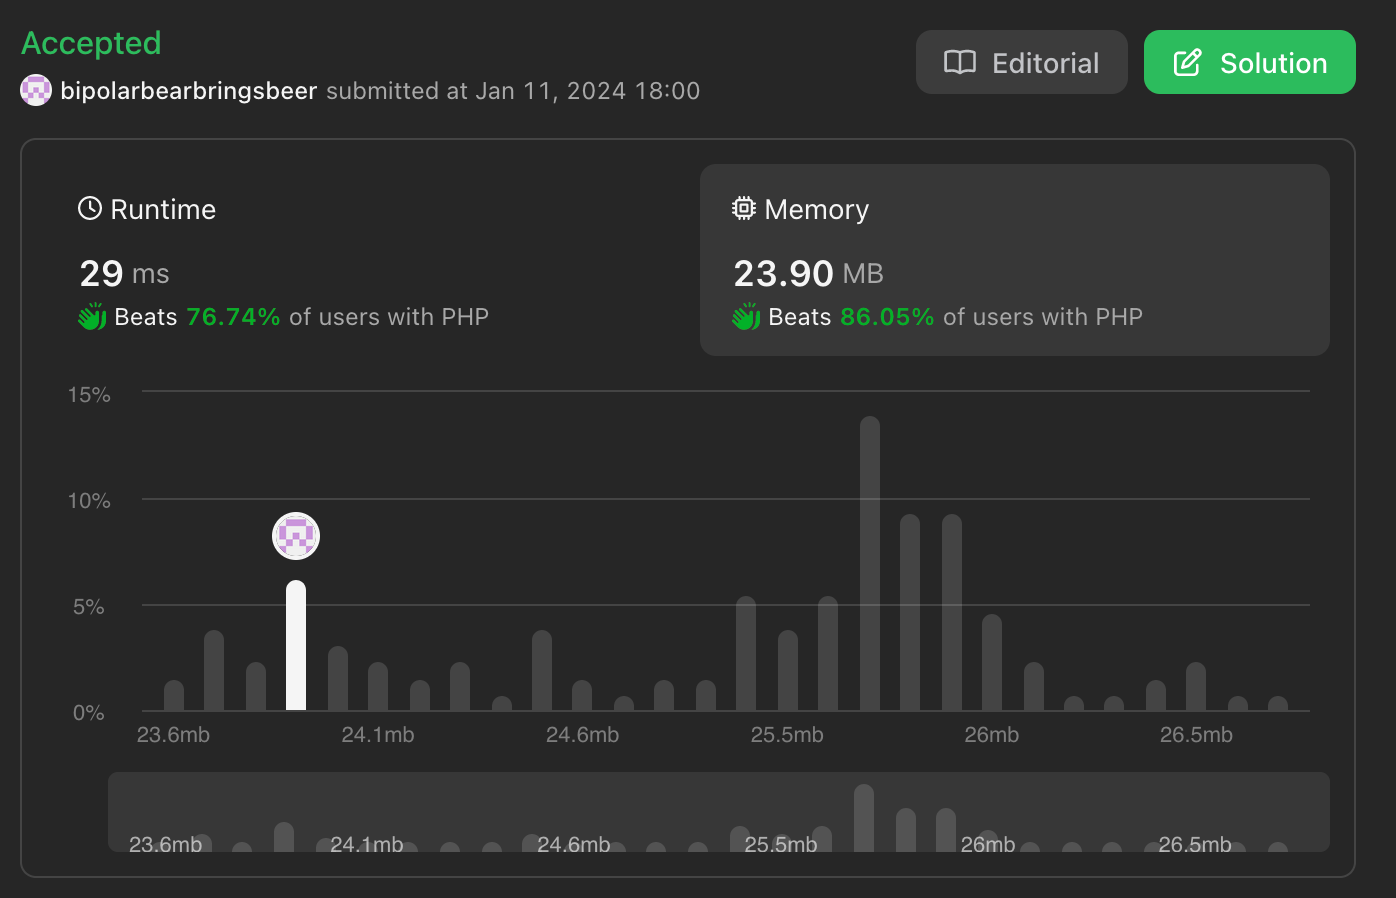 Accepted
bipolarbearbringsbeer submitted at Jan 11, 2024 18:00
Editorial
Solution
Runtime
29 ms
Beats 76.74% of users with PHP
Memory
23.90 MB
Beats 86.05% of users with PHP
15%
10%
5%
0%
23.6mb 24.1mb 24.6mb 25.5mb 26mb 26.5mb
23.6mb 24.1mb 24.6mb 25.5mb 26mb 26.5mb